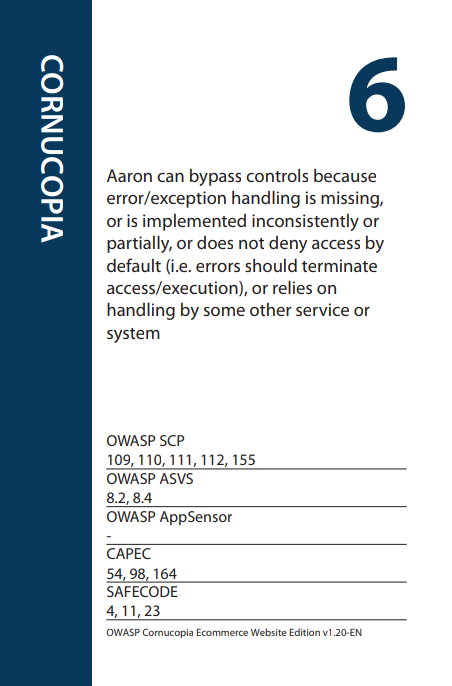 CORNUCOPIA
6
Aaron can bypass controls because
error/exception handling is missing,
or is implemented inconsistently or
partially, or does not deny access by
default (i.e. errors should terminate
access/execution), or relies on
handling by some other service or
system
OWASP SCP
109, 110, 111, 112, 155
OWASP ASVS
8.2, 8.4
OWASP AppSensor
-
CAPEC
54, 98, 164
SAFECODE
4, 11, 23
OWASP Cornucopia Ecommerce Website Edition v1.20-EN